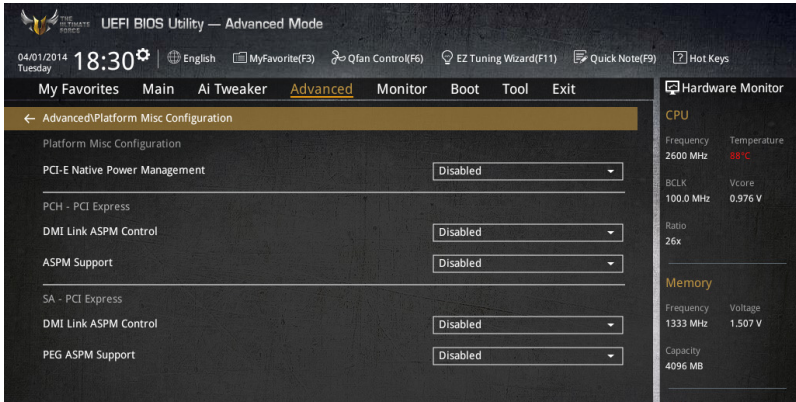 THE
ULTIMATE
FORCE
UEFI BIOS Utility — Advanced Mode
04/01/2014
Tuesday
18:30
English
MyFavorite(F3)
Qfan Control(F6)
EZ Tuning Wizard(F11)
Quick Note(F9)
? Hot Keys
My Favorites
Main
Ai Tweaker
Advanced
Monitor
Boot
Tool
Exit
Hardware Monitor
← Advanced\Platform Misc Configuration
Platform Misc Configuration
PCI-E Native Power Management Disabled
PCH - PCI Express
DMI Link ASPM Control Disabled
ASPM Support Disabled
SA - PCI Express
DMI Link ASPM Control Disabled
PEG ASPM Support Disabled
CPU
Frequency Temperature
2600 MHz 88°C
BCLK Vcore
100.0 MHz 0.976 V
Ratio
26x
Memory
Frequency Voltage
1333 MHz 1.507 V
Capacity
4096 MB